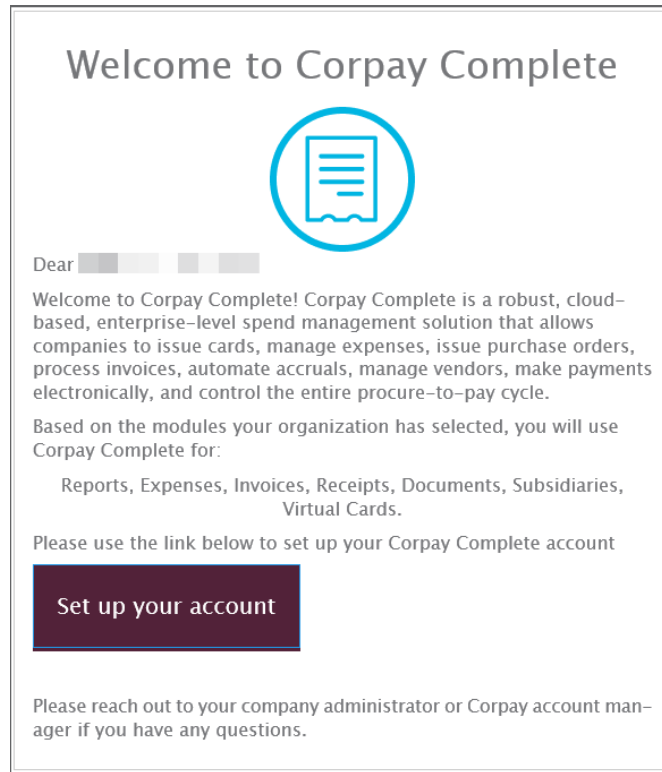 Welcome to Corpay Complete
Dear
Welcome to Corpay Complete! Corpay Complete is a robust, cloud-
based, enterprise-level spend management solution that allows
companies to issue cards, manage expenses, issue purchase orders,
process invoices, automate accruals, manage vendors, make payments
electronically, and control the entire procure-to-pay cycle.
Based on the modules your organization has selected, you will use
Corpay Complete for:
Reports, Expenses, Invoices, Receipts, Documents, Subsidiaries,
Virtual Cards.
Please use the link below to set up your Corpay Complete account
Set up your account
Please reach out to your company administrator or Corpay account man-
ager if you have any questions.